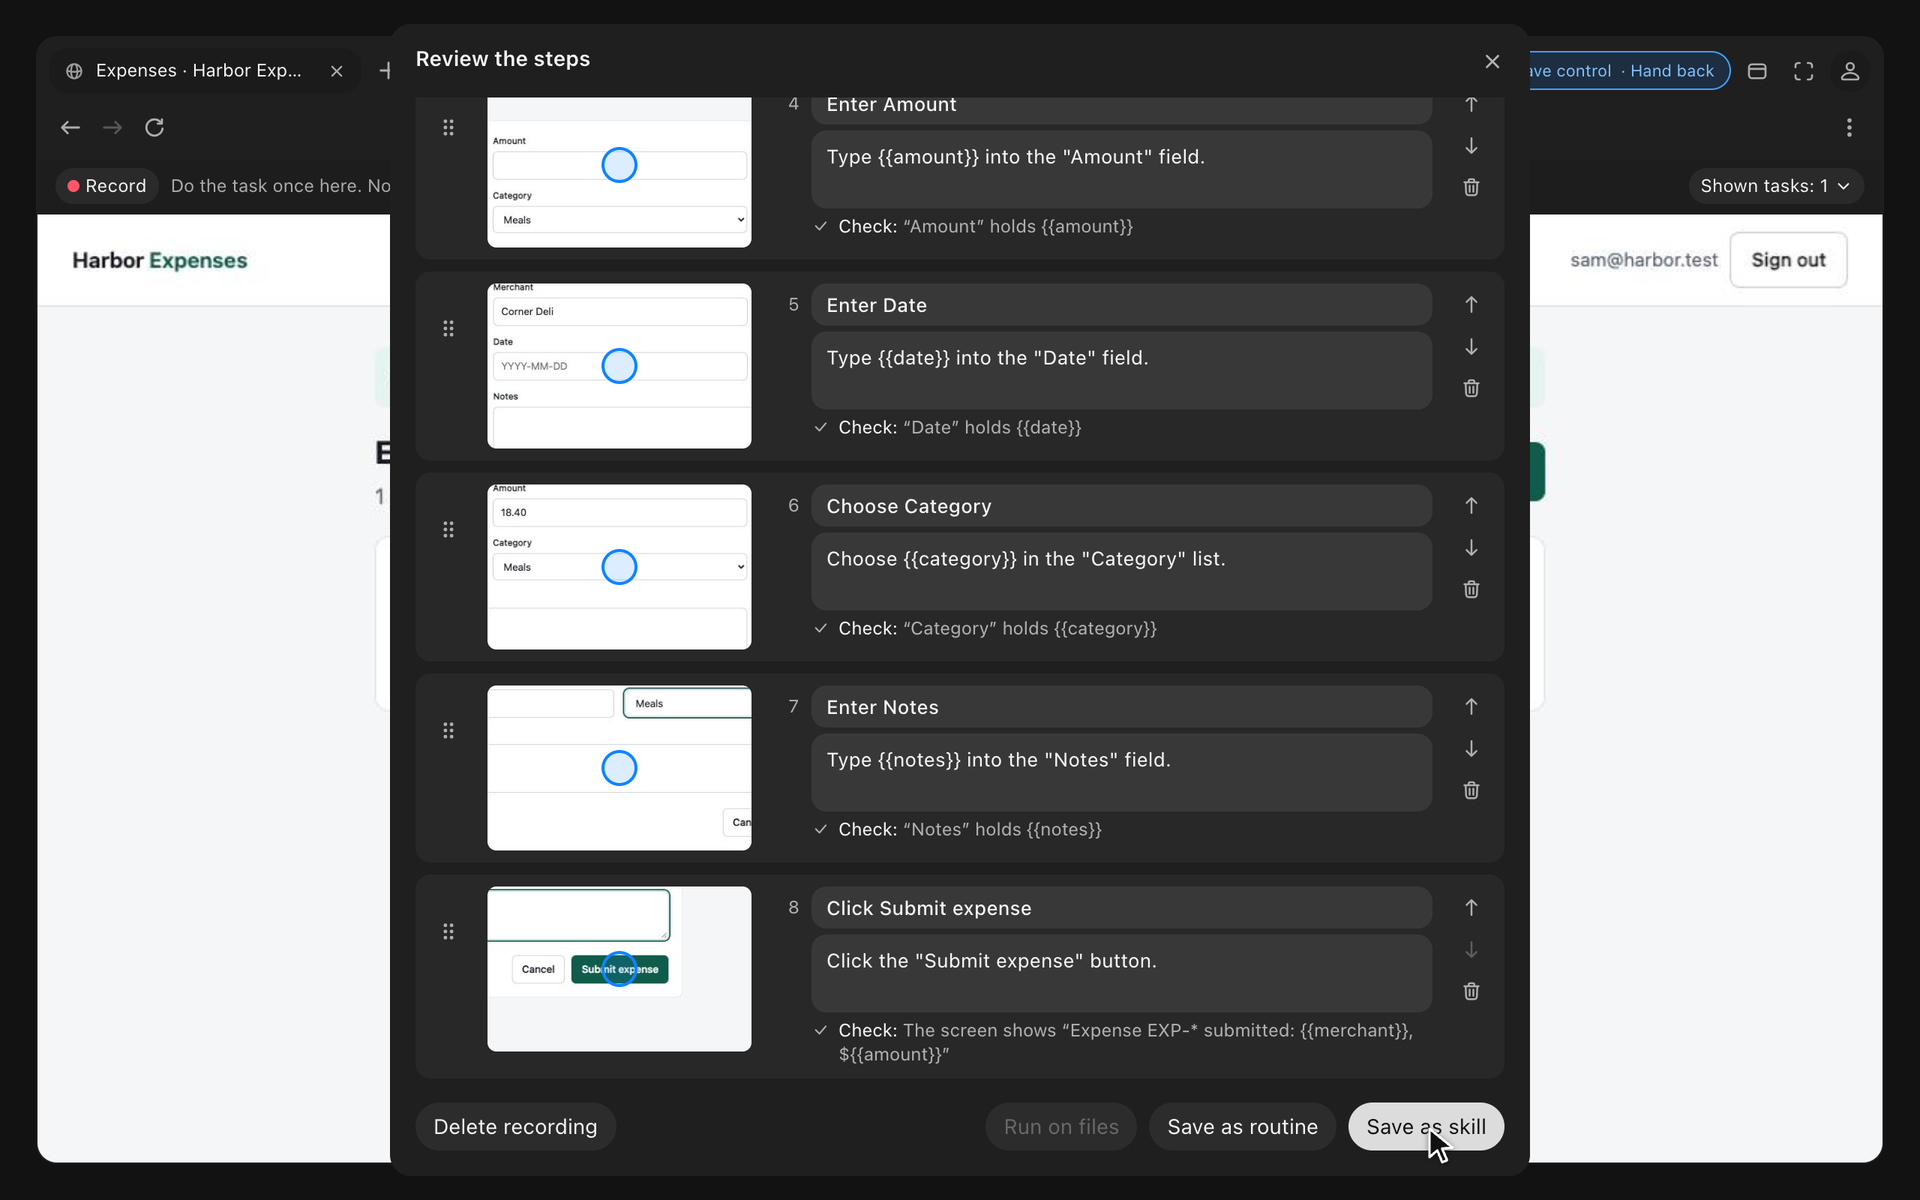 Expenses · Harbor Exp...
ave control · Hand back
Record
Do the task once here. No
Shown tasks: 1
Harbor Expenses
sam@harbor.test
Sign out
E
1
Review the steps
Amount
Category
Meals
4
Enter Amount
Type {{amount}} into the "Amount" field.
Check: “Amount” holds {{amount}}
Merchant
Corner Deli
Date
YYYY-MM-DD
Notes
5
Enter Date
Type {{date}} into the "Date" field.
Check: “Date” holds {{date}}
Amount
18.40
Category
Meals
6
Choose Category
Choose {{category}} in the "Category" list.
Check: “Category” holds {{category}}
Meals
Can
7
Enter Notes
Type {{notes}} into the "Notes" field.
Check: “Notes” holds {{notes}}
Cancel
Submit expense
8
Click Submit expense
Click the "Submit expense" button.
Check: The screen shows “Expense EXP-* submitted: {{merchant}},
${{amount}}”
Delete recording
Run on files
Save as routine
Save as skill